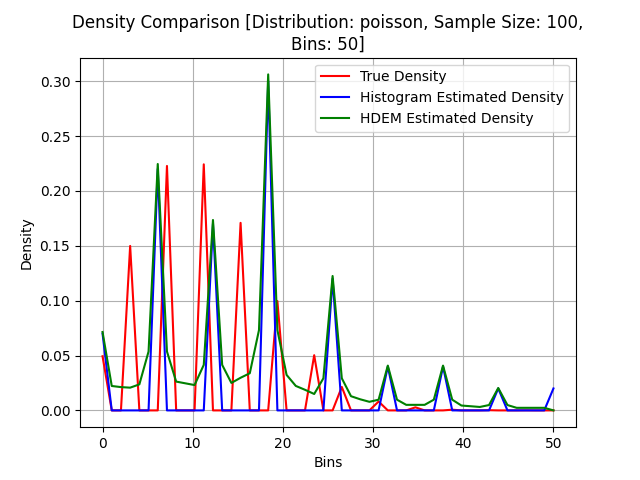 Density Comparison [Distribution: poisson, Sample Size: 100,
Bins: 50]
True Density
Histogram Estimated Density
HDEM Estimated Density
Density
0.30
0.25
0.20
0.15
0.10
0.05
0.00
0 10 20 30 40 50
Bins